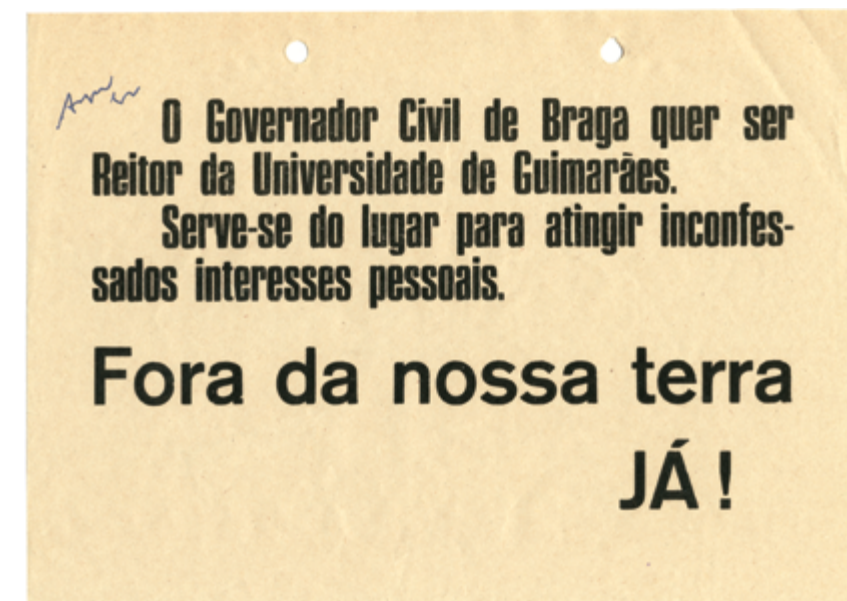 O Governador Civil de Braga quer ser
Reitor da Universidade de Guimarães.
Serve-se do lugar para atingir inconfes-
sados interesses pessoais.
Fora da nossa terra
JÁ !